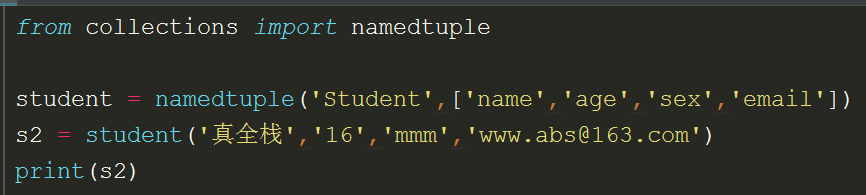 from collections import namedtuple
student = namedtuple('Student',['name','age','sex','email'])
s2 = student('真全栈','16','mmm','www.abs@163.com')
print(s2)